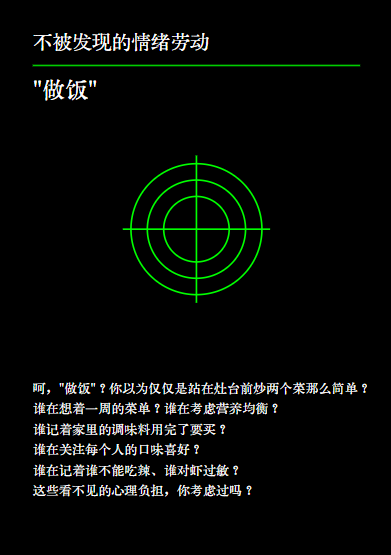 不被发现的情绪劳动
"做饭"
呵，"做饭"？你以为仅仅是站在灶台前炒两个菜那么简单？
谁在想着一周的菜单？谁在考虑营养均衡？
谁记着家里的调味料用完了要买？
谁在关注每个人的口味喜好？
谁在记着谁不能吃辣、谁对虾过敏？
这些看不见的心理负担，你考虑过吗？